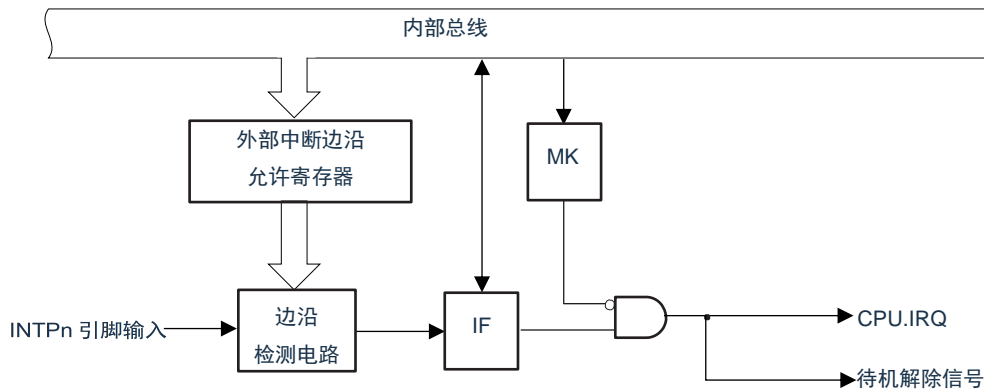 内部总线
外部中断边沿
允许寄存器
MK
INTPn 引脚输入
边沿
检测电路
IF
CPU.IRQ
待机解除信号